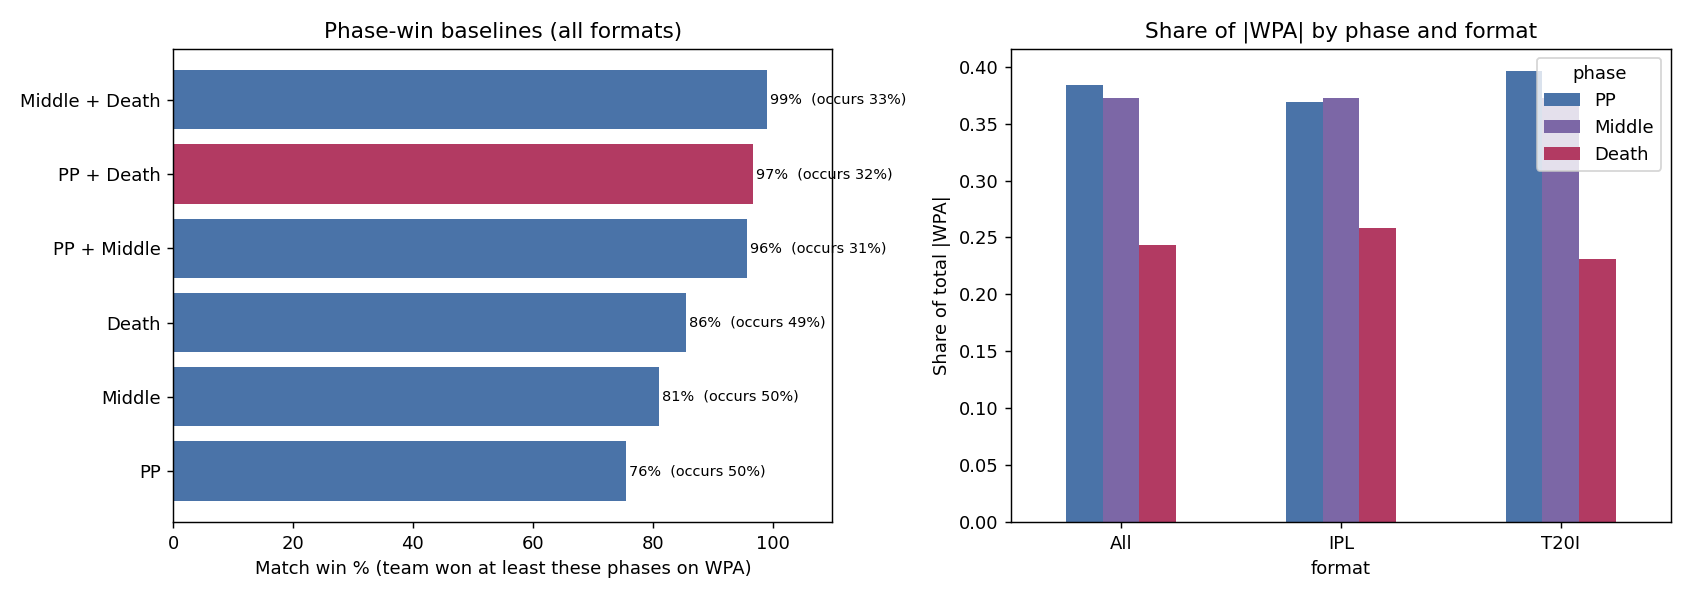 Phase-win baselines (all formats)
Middle + Death
99%  (occurs 33%)
PP + Death
97%  (occurs 32%)
PP + Middle
96%  (occurs 31%)
Death
86%  (occurs 49%)
Middle
81%  (occurs 50%)
PP
76%  (occurs 50%)
0 20 40 60 80 100
Match win % (team won at least these phases on WPA)
Share of |WPA| by phase and format
Share of total |WPA|
0.40
0.35
0.30
0.25
0.20
0.15
0.10
0.05
0.00
phase
PP
Middle
Death
All IPL T20I
format